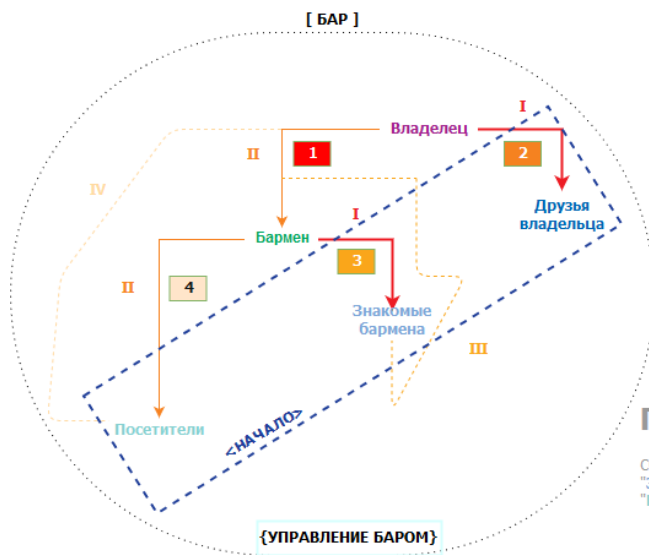 [ БАР ]
I
Владелец
1
2
II
IV
Друзья
владельца
I
Бармен
3
II
4
Знакомые
бармена
III
Посетители
<НАЧАЛО>
{УПРАВЛЕНИЕ БАРОМ}